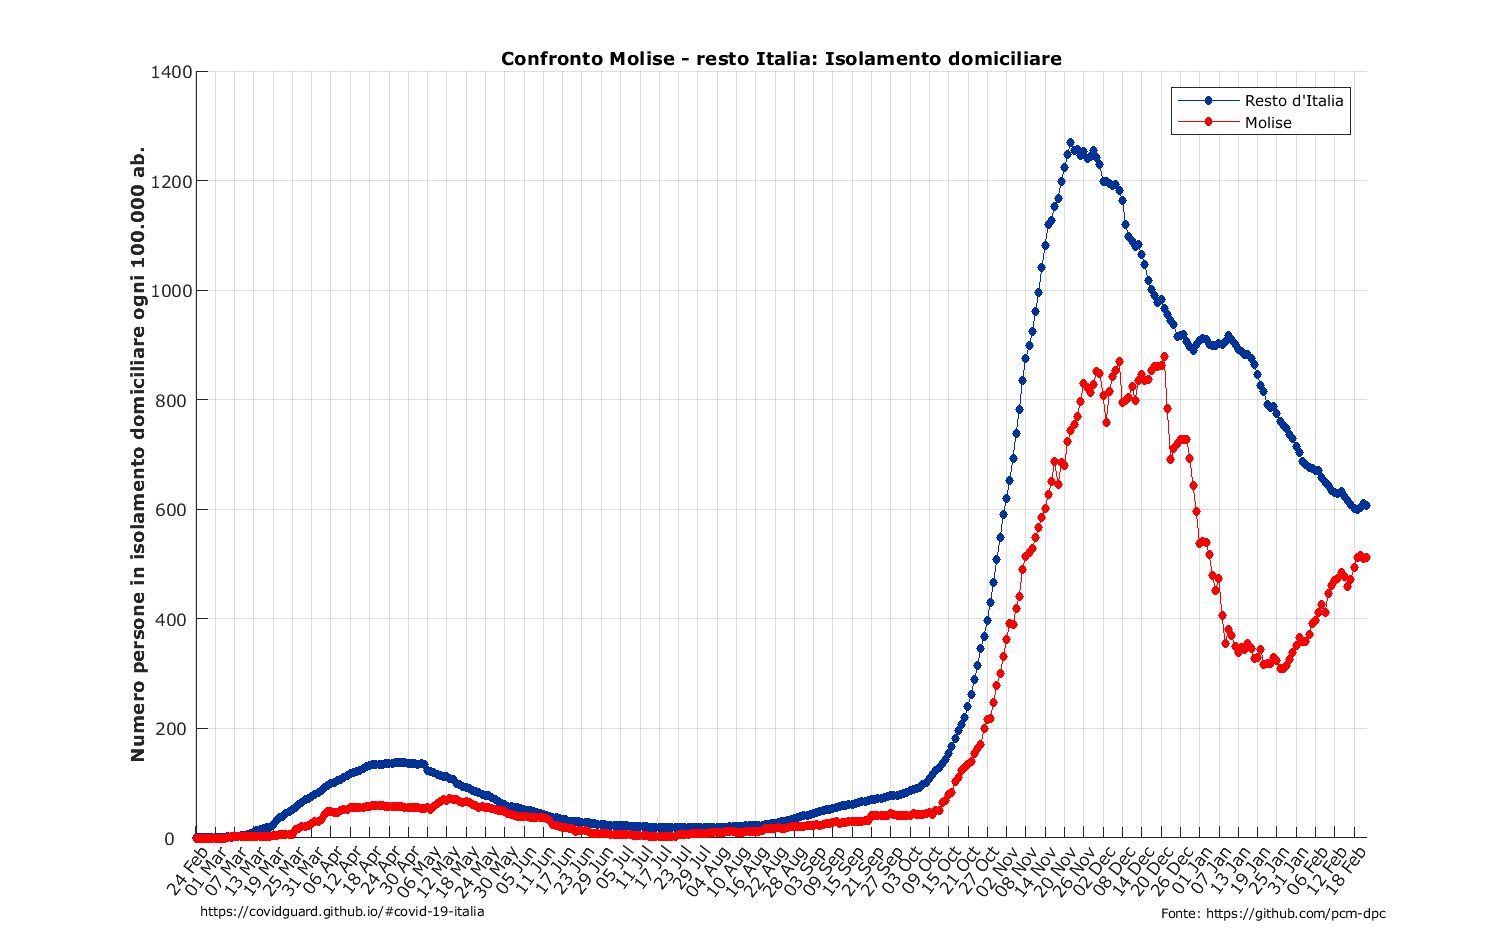 Confronto Molise - resto Italia: Isolamento domiciliare
Resto d'Italia
Molise
Numero persone in isolamento domiciliare ogni 100.000 ab.
1400
1200
1000
800
600
400
200
0
24 Feb
01 Mar
07 Mar
13 Mar
19 Mar
25 Mar
31 Mar
06 Apr
12 Apr
18 Apr
24 Apr
30 Apr
06 May
12 May
18 May
24 May
30 May
05 Jun
11 Jun
17 Jun
23 Jun
29 Jun
05 Jul
11 Jul
17 Jul
23 Jul
29 Jul
04 Aug
10 Aug
16 Aug
22 Aug
28 Aug
03 Sep
09 Sep
15 Sep
21 Sep
27 Sep
03 Oct
09 Oct
15 Oct
21 Oct
27 Oct
02 Nov
08 Nov
14 Nov
20 Nov
26 Nov
02 Dec
08 Dec
14 Dec
20 Dec
26 Dec
01 Jan
07 Jan
13 Jan
19 Jan
25 Jan
31 Jan
06 Feb
12 Feb
18 Feb
https://covidguard.github.io/#covid-19-italia
Fonte: https://github.com/pcm-dpc